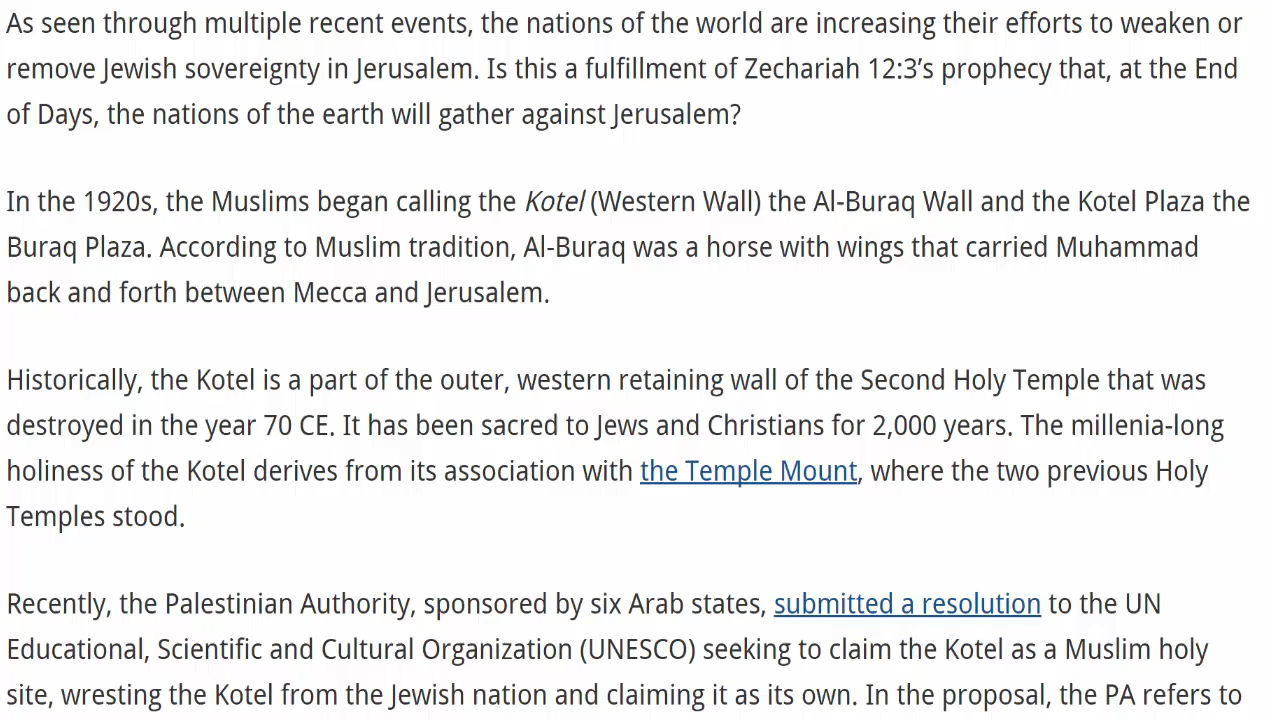 As seen through multiple recent events, the nations of the world are increasing their efforts to weaken or
remove Jewish sovereignty in Jerusalem. Is this a fulfillment of Zechariah 12:3’s prophecy that, at the End
of Days, the nations of the earth will gather against Jerusalem?
In the 1920s, the Muslims began calling the Kotel (Western Wall) the Al-Buraq Wall and the Kotel Plaza the
Buraq Plaza. According to Muslim tradition, Al-Buraq was a horse with wings that carried Muhammad
back and forth between Mecca and Jerusalem.
Historically, the Kotel is a part of the outer, western retaining wall of the Second Holy Temple that was
destroyed in the year 70 CE. It has been sacred to Jews and Christians for 2,000 years. The millenia-long
holiness of the Kotel derives from its association with the Temple Mount, where the two previous Holy
Temples stood.
Recently, the Palestinian Authority, sponsored by six Arab states, submitted a resolution to the UN
Educational, Scientific and Cultural Organization (UNESCO) seeking to claim the Kotel as a Muslim holy
site, wresting the Kotel from the Jewish nation and claiming it as its own. In the proposal, the PA refers to